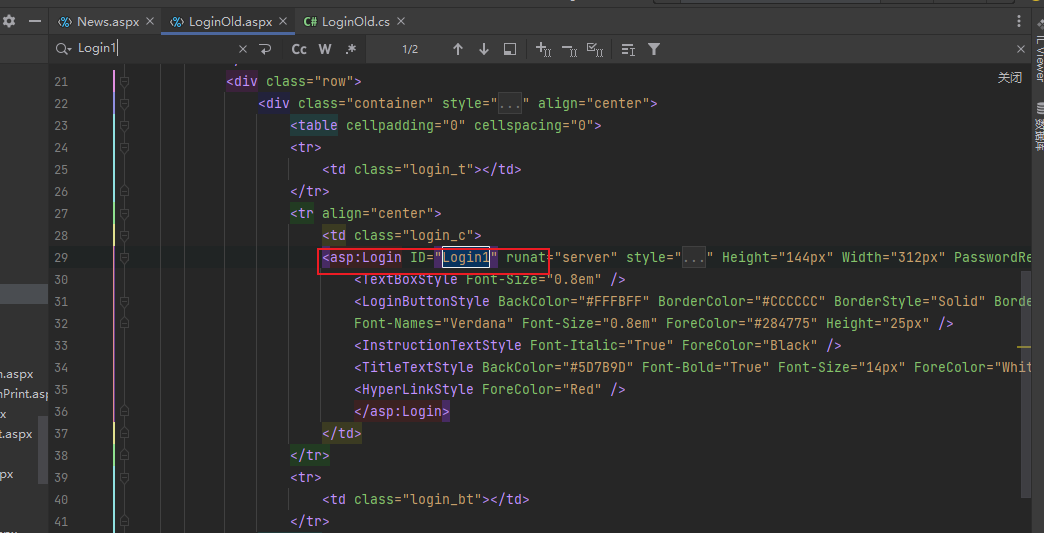 News.aspx LoginOld.aspx C# LoginOld.cs
Login1 Cc W .* 1/2
关闭
21 <div class="row">
22 <div class="container" style="..." align="center">
23 <table cellpadding="0" cellspacing="0">
24 <tr>
25 <td class="login_t"></td>
26 </tr>
27 <tr align="center">
28 <td class="login_c">
29 <asp:Login ID="Login1" runat="server" style="..." Height="144px" Width="312px" PasswordRe
30 <TextBoxStyle Font-Size="0.8em" />
31 <LoginButtonStyle BackColor="#FFFBFF" BorderColor="#CCCCCC" BorderStyle="Solid" Borde
32 Font-Names="Verdana" Font-Size="0.8em" ForeColor="#284775" Height="25px" />
33 <InstructionTextStyle Font-Italic="True" ForeColor="Black" />
34 <TitleTextStyle BackColor="#5D7B9D" Font-Bold="True" Font-Size="14px" ForeColor="Whit
35 <HyperLinkStyle ForeColor="Red" />
36 </asp:Login>
37 </td>
38 </tr>
39 <tr>
40 <td class="login_bt"></td>
41 </tr>
n.aspx
nPrint.asp
x
t.aspx
px
IL Viewer
数据库